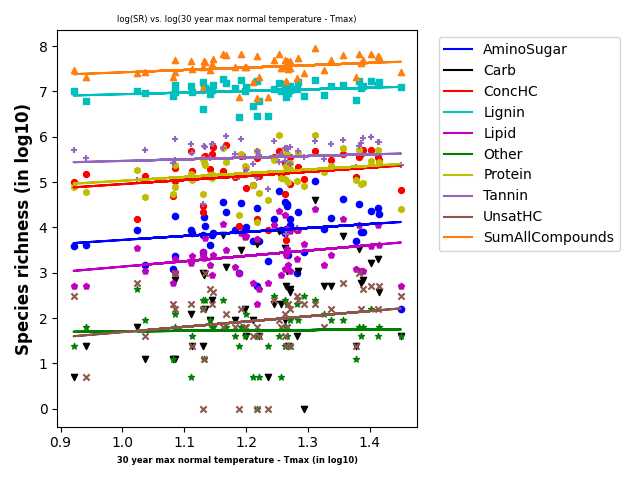 log(SR) vs. log(30 year max normal temperature - Tmax)
Species richness (in log10)
8
7
6
5
4
3
2
1
0
0.9 1.0 1.1 1.2 1.3 1.4
30 year max normal temperature - Tmax (in log10)
AminoSugar
Carb
ConcHC
Lignin
Lipid
Other
Protein
Tannin
UnsatHC
SumAllCompounds